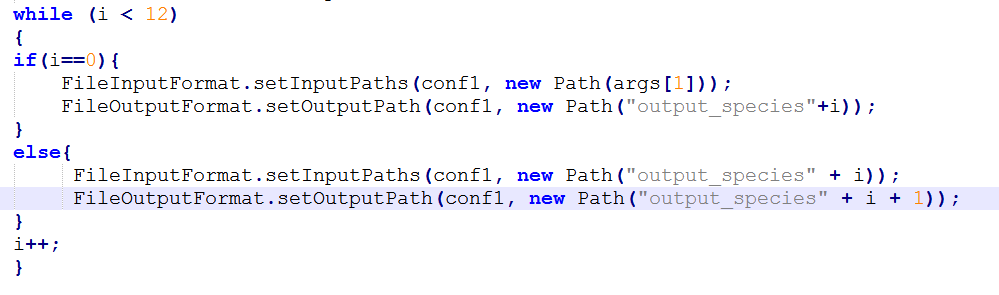 while (i < 12)
{
if(i==0){
FileInputFormat.setInputPaths(conf1, new Path(args[1]));
FileOutputFormat.setOutputPath(conf1, new Path("output_species"+i));
}
else{
FileInputFormat.setInputPaths(conf1, new Path("output_species" + i));
FileOutputFormat.setOutputPath(conf1, new Path("output_species" + i + 1));
}
i++;
}